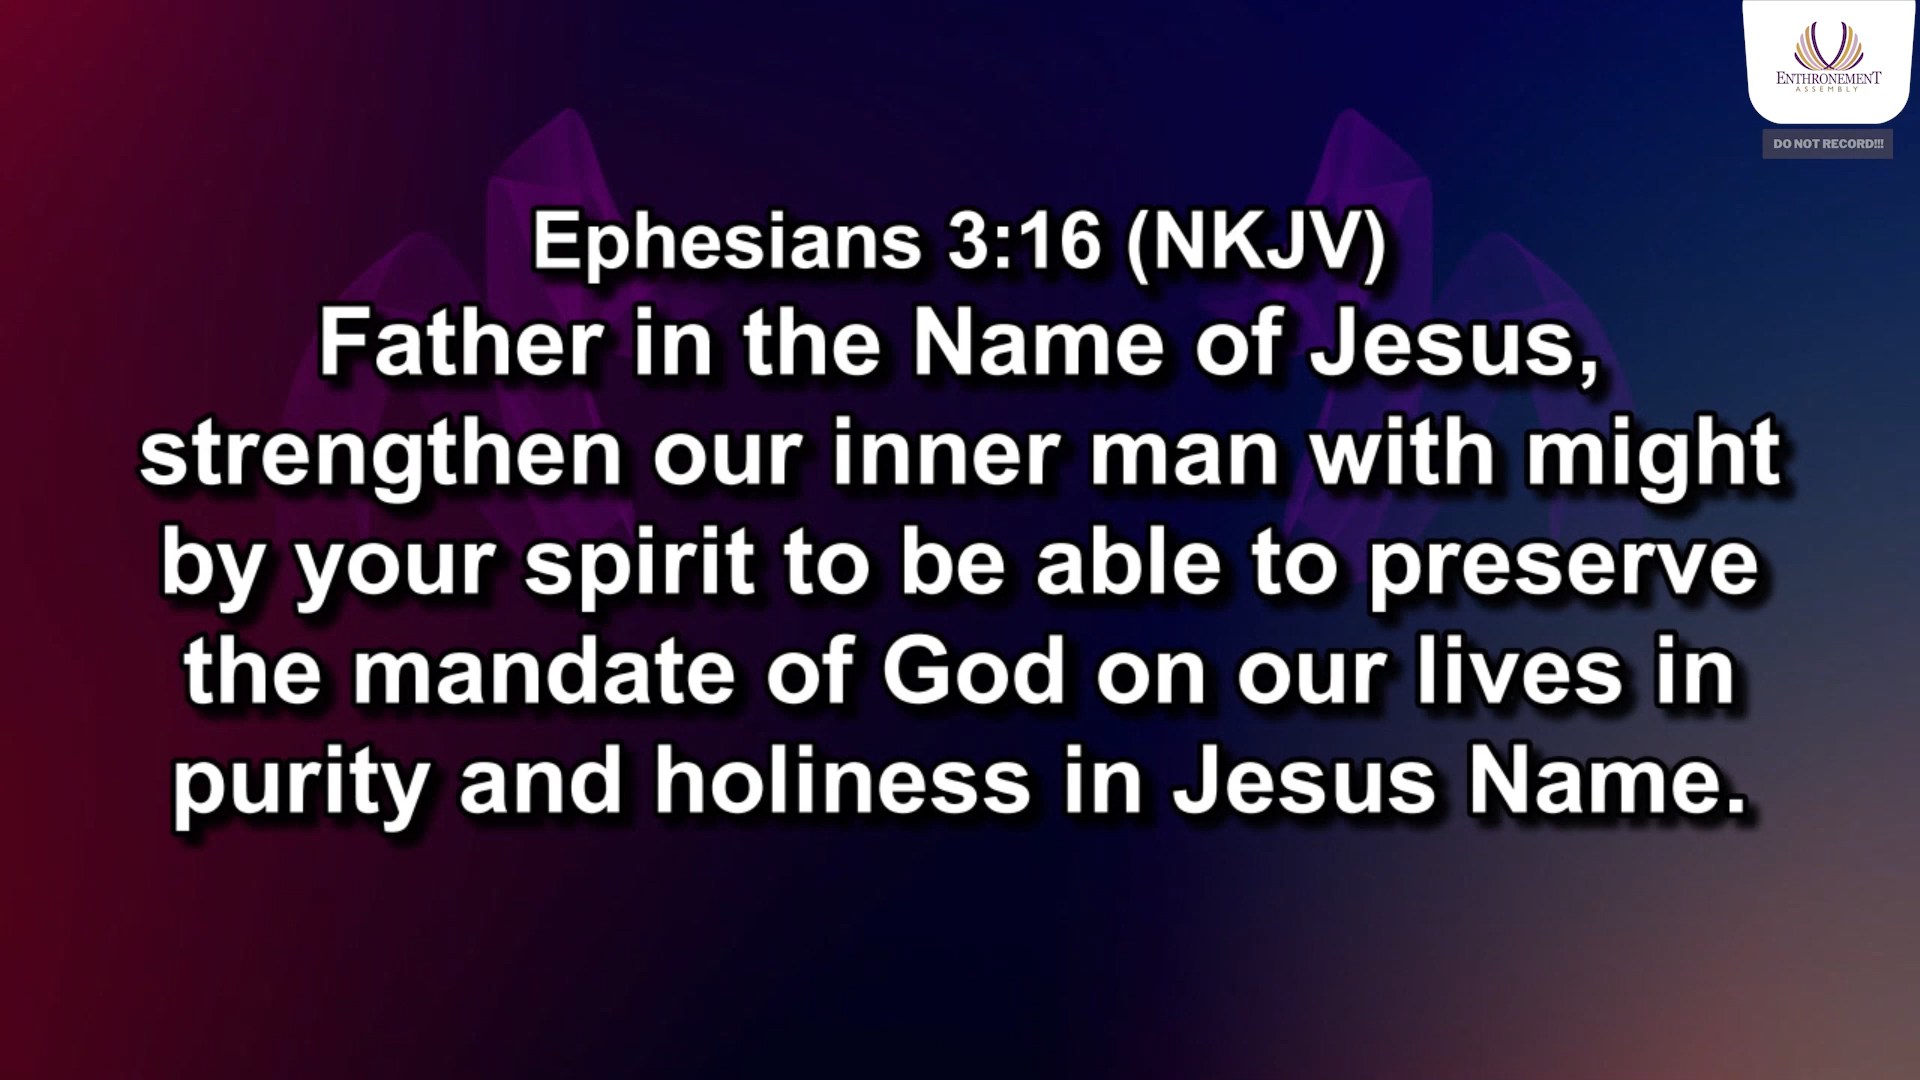 ENTHRONEMENT
ASSEMBLY
DO NOT RECORD!!!
Ephesians 3:16 (NKJV)
Father in the Name of Jesus,
strengthen our inner man with might
by your spirit to be able to preserve
the mandate of God on our lives in
purity and holiness in Jesus Name.